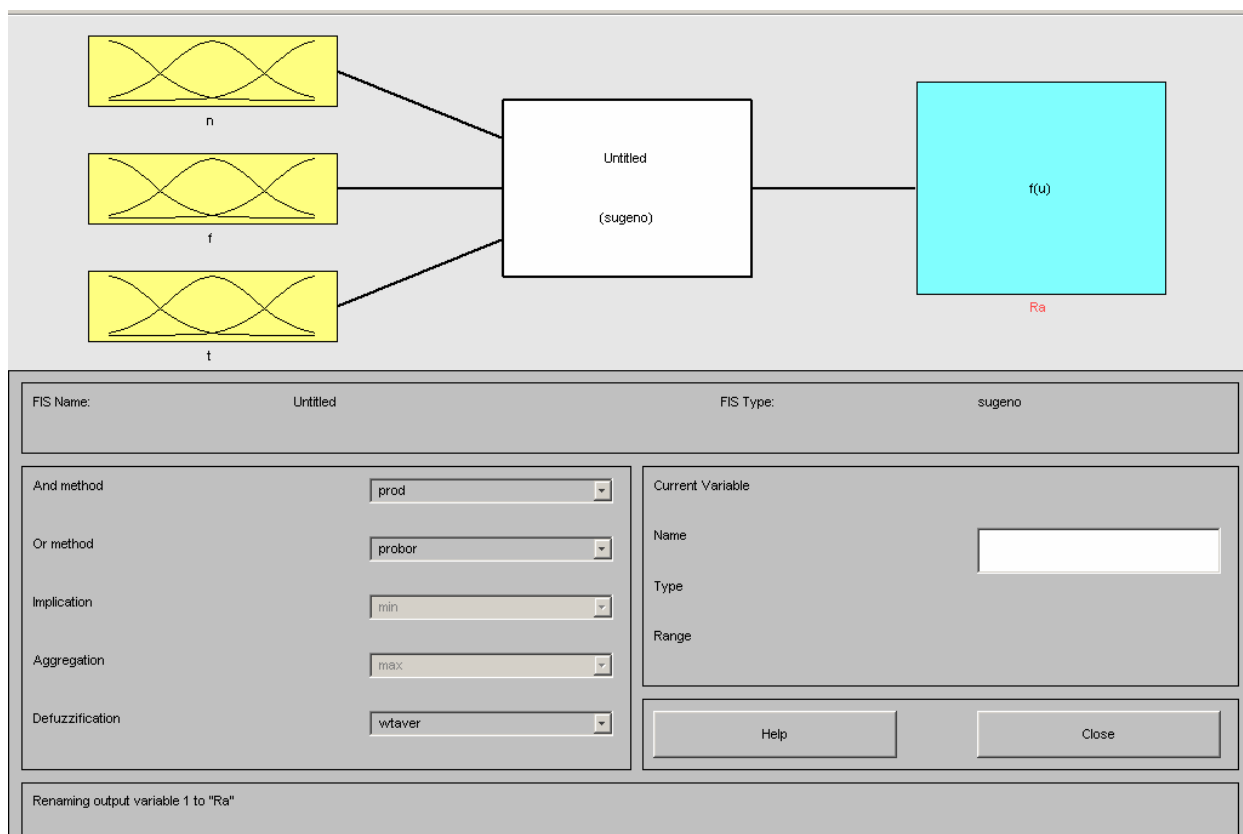 n
f
t
Untitled
(sugeno)
f(u)
Ra
FIS Name: Untitled FIS Type: sugeno
And method prod
Or method probor
Implication min
Aggregation max
Defuzzification wtaver
Current Variable
Name
Type
Range
Help Close
Renaming output variable 1 to "Ra"